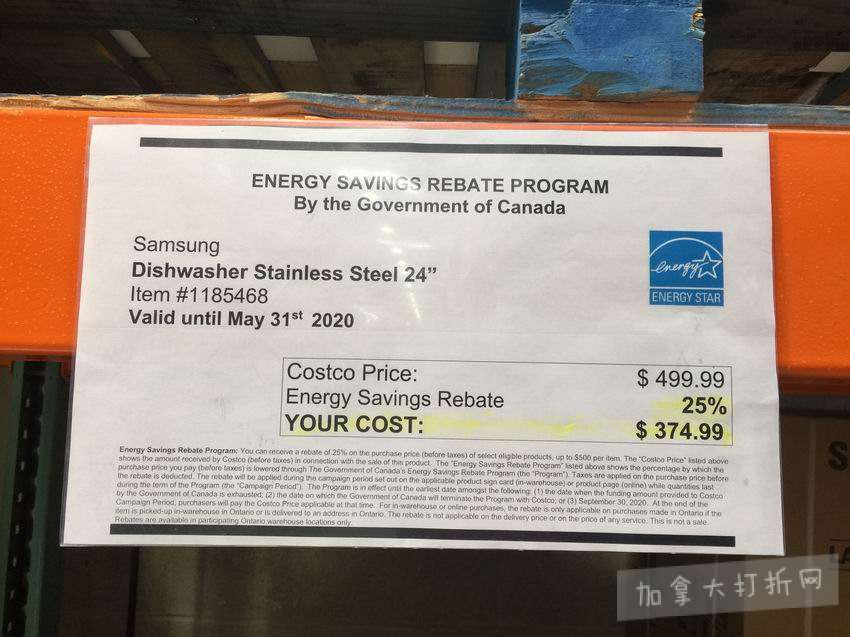 ENERGY SAVINGS REBATE PROGRAM
By the Government of Canada
Samsung
Dishwasher Stainless Steel 24”
Item #1185468
Valid until May 31st 2020
energy
ENERGY STAR
Costco Price: $ 499.99
Energy Savings Rebate 25%
YOUR COST: $ 374.99
Energy Savings Rebate Program: You can receive a rebate of 25% on the purchase price (before taxes) of select eligible products, up to $500 per item. The "Costco Price" listed above
shows the amount received by Costco (before taxes) in connection with the sale of this product. The "Energy Savings Rebate Program" listed above shows the percentage by which the
purchase price you pay (before taxes) is lowered through The Government of Canada's Energy Savings Rebate Program (the "Program"). Taxes are applied on the purchase price before
the rebate is deducted. The rebate will be applied during the campaign period set out on the applicable product sign card (in-warehouse) or product page (online) while quantities last
during the term of the Program (the "Campaign Period"). The Program is in effect until the earliest date amongst the following: (1) the date when the funding amount provided to Costco
by the Government of Canada is exhausted; (2) the date on which the Government of Canada will terminate the Program with Costco; or (3) September 30, 2020. At the end of the
Campaign Period, purchasers will pay the Costco Price applicable at that time. For in-warehouse or online purchases, the rebate is only applicable on purchases made in Ontario if the
item is picked-up in-warehouse in Ontario or is delivered to an address in Ontario. The rebate is not applicable on the delivery price or on the price of any service. This is not a sale.
Rebates are available in participating Ontario warehouse locations only.
加拿大打折网